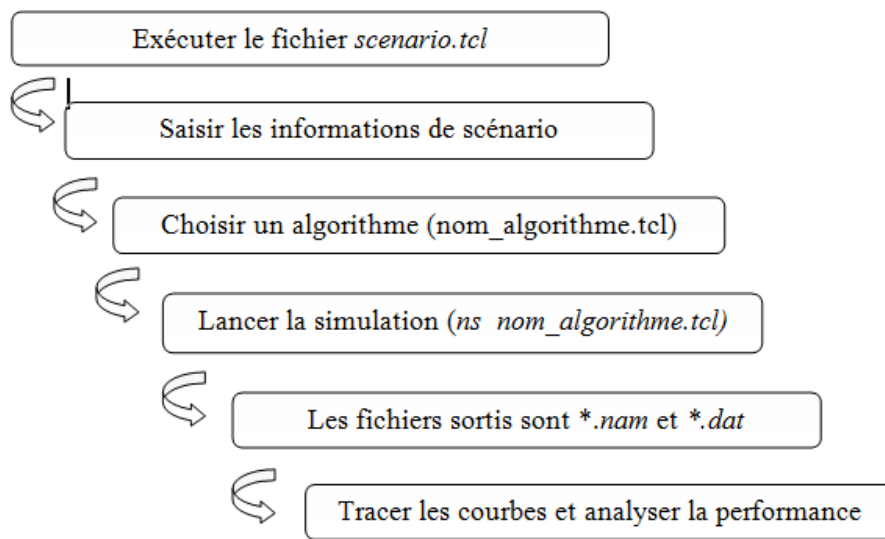 Exécuter le fichier scenario.tcl
Saisir les informations de scénario
Choisir un algorithme (nom_algorithme.tcl)
Lancer la simulation (ns nom_algorithme.tcl)
Les fichiers sortis sont *.nam et *.dat
Tracer les courbes et analyser la performance